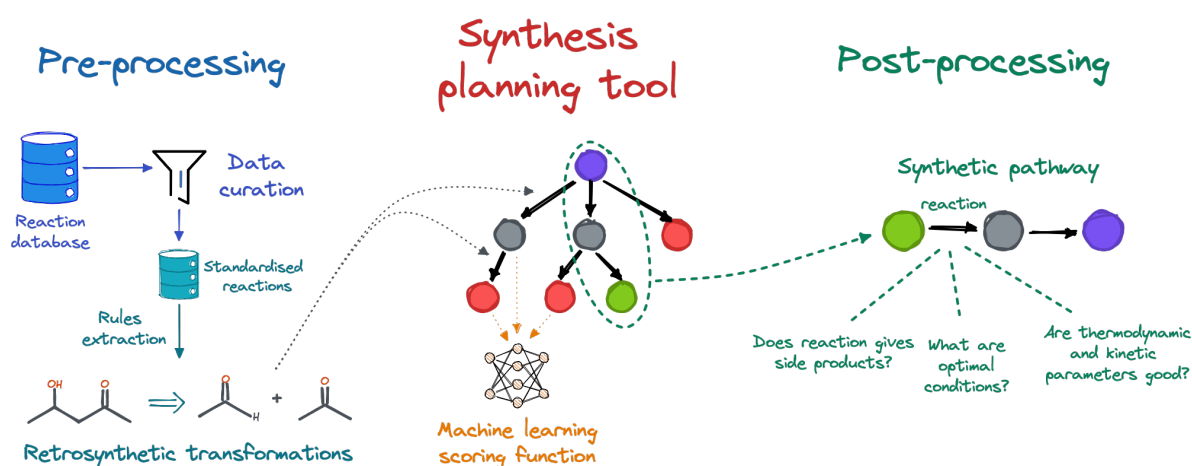 Pre-processing
Synthesis
planning tool
Post-processing
Data
curation
Reaction
database
Standardised
reactions
Rules
extraction
OH
O
O
H
+
O
Retrosynthetic transformations
Machine learning
scoring function
Synthetic pathway
reaction
Does reaction gives
side products?
What are
optimal
conditions?
Are thermodynamic
and kinetic
parameters good?